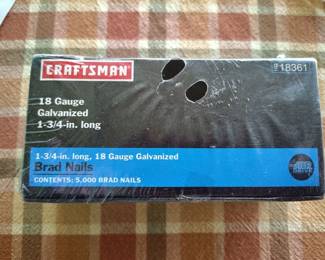 CRAFTSMAN
18361
18 Gauge
Galvanized
1-3/4-in. long
1-3/4-in. long, 18 Gauge Galvanized
Brad Nails
CONTENTS: 5,000 BRAD NAILS